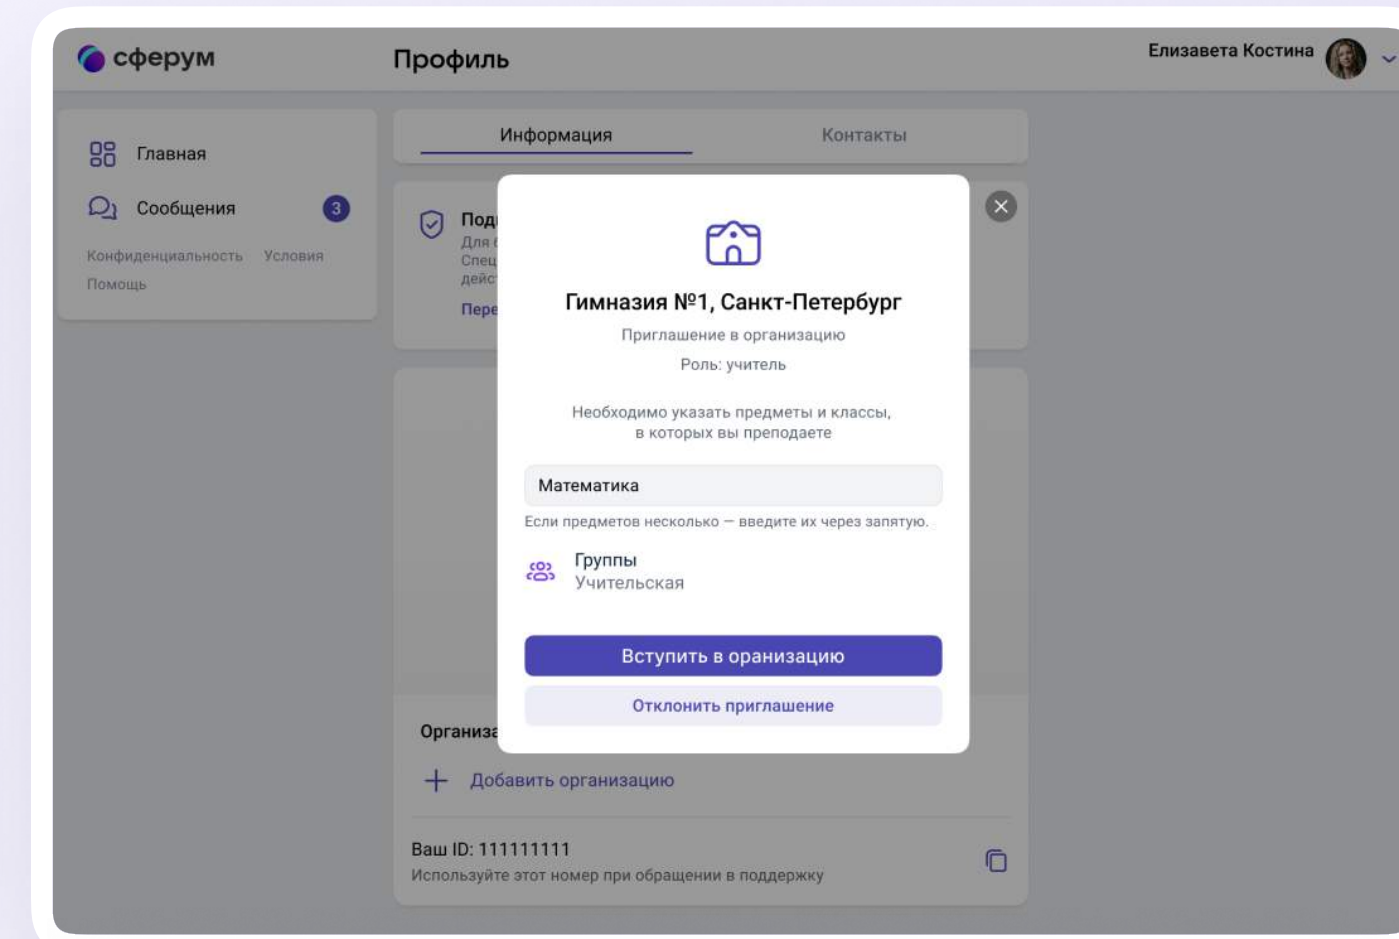 сферум
Профиль
Елизавета Костина
Главная
Сообщения
3
Конфиденциальность Условия
Помощь
Информация
Контакты
Для
Гимназия №1, Санкт-Петербург
Приглашение в организацию
Роль: учитель
Необходимо указать предметы и классы,
в которых вы преподаете
Математика
Если предметов несколько — введите их через запятую.
Группы
Учительская
Вступить в оранизацию
Отклонить приглашение
Добавить организацию
Ваш ID: 111111111
Используйте этот номер при обращении в поддержку